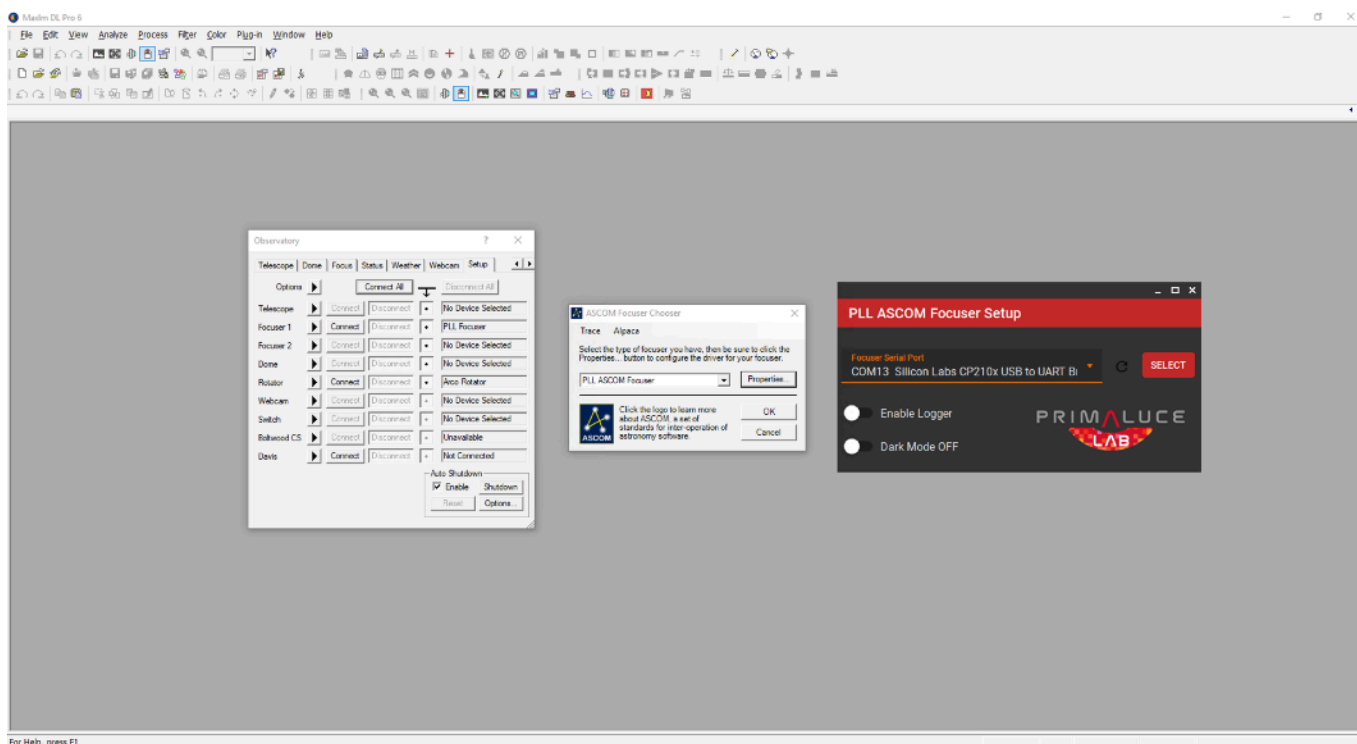 Maxim DL Pro 6
File Edit View Analyze Process Filter Color Plug-in Window Help
Observatory
Telescope Dome Focus Status Weather Webcam Setup
Options Connect All Disconnect All
Telescope Connect Disconnect No Device Selected
Focuser 1 Connect Disconnect PLL Focuser
Focuser 2 Connect Disconnect No Device Selected
Dome Connect Disconnect No Device Selected
Rotator Connect Disconnect Arco Rotator
Webcam Connect Disconnect No Device Selected
Switch Connect Disconnect No Device Selected
Boltwood CS Connect Disconnect Unavailable
Davis Connect Disconnect Not Connected
Auto Shutdown
Enable Shutdown
Reset Options...
ASCOM Focuser Chooser
Trace Alpaca
Select the type of focuser you have, then be sure to click the
Properties... button to configure the driver for your focuser.
PLL ASCOM Focuser Properties...
Click the logo to learn more
about ASCOM, a set of
standards for inter-operation of
astronomy software.
ASCOM
OK
Cancel
PLL ASCOM Focuser Setup
Focuser Serial Port
COM13 Silicon Labs CP210x USB to UART Bi
SELECT
Enable Logger
Dark Mode OFF
PRIMALUCE
LAB
For Help, press F1